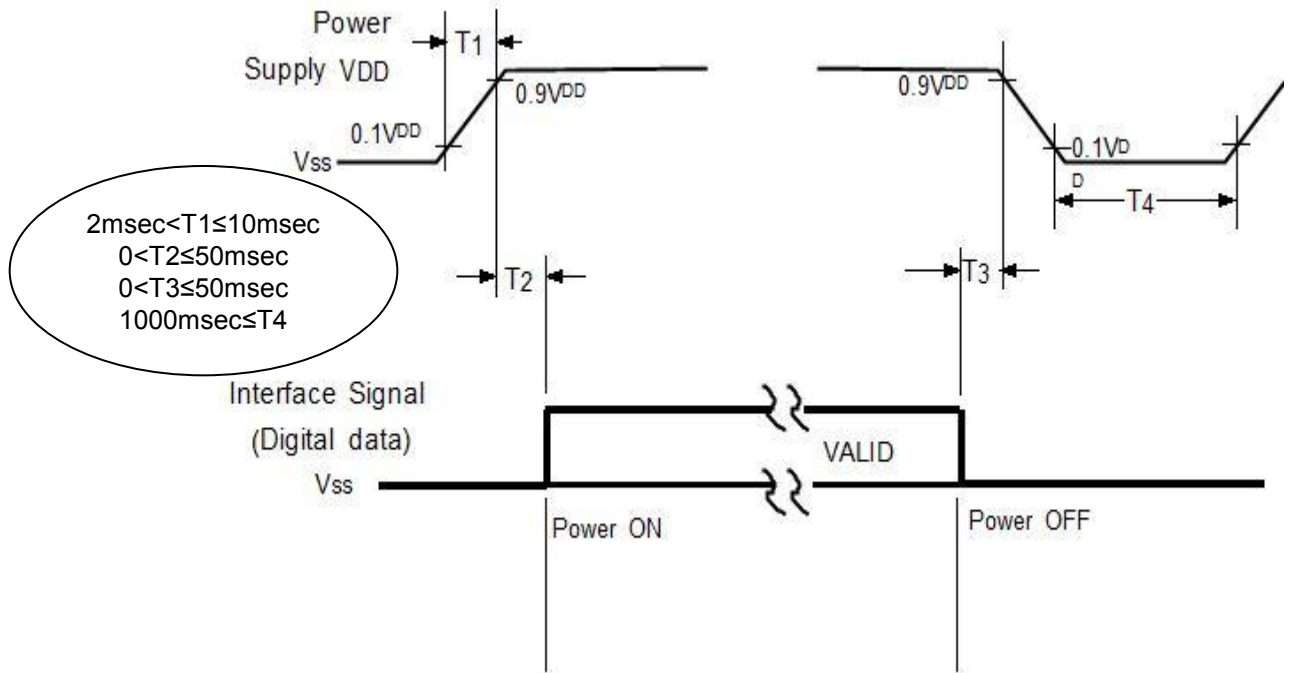 Power
Supply VDD
T1
0.9VDD
0.1VDD
Vss
0.9VDD
0.1VD
D
T4
2msec<T1≤10msec
0<T2≤50msec
0<T3≤50msec
1000msec≤T4
T2
T3
Interface Signal
(Digital data)
VALID
Vss
Power ON
Power OFF